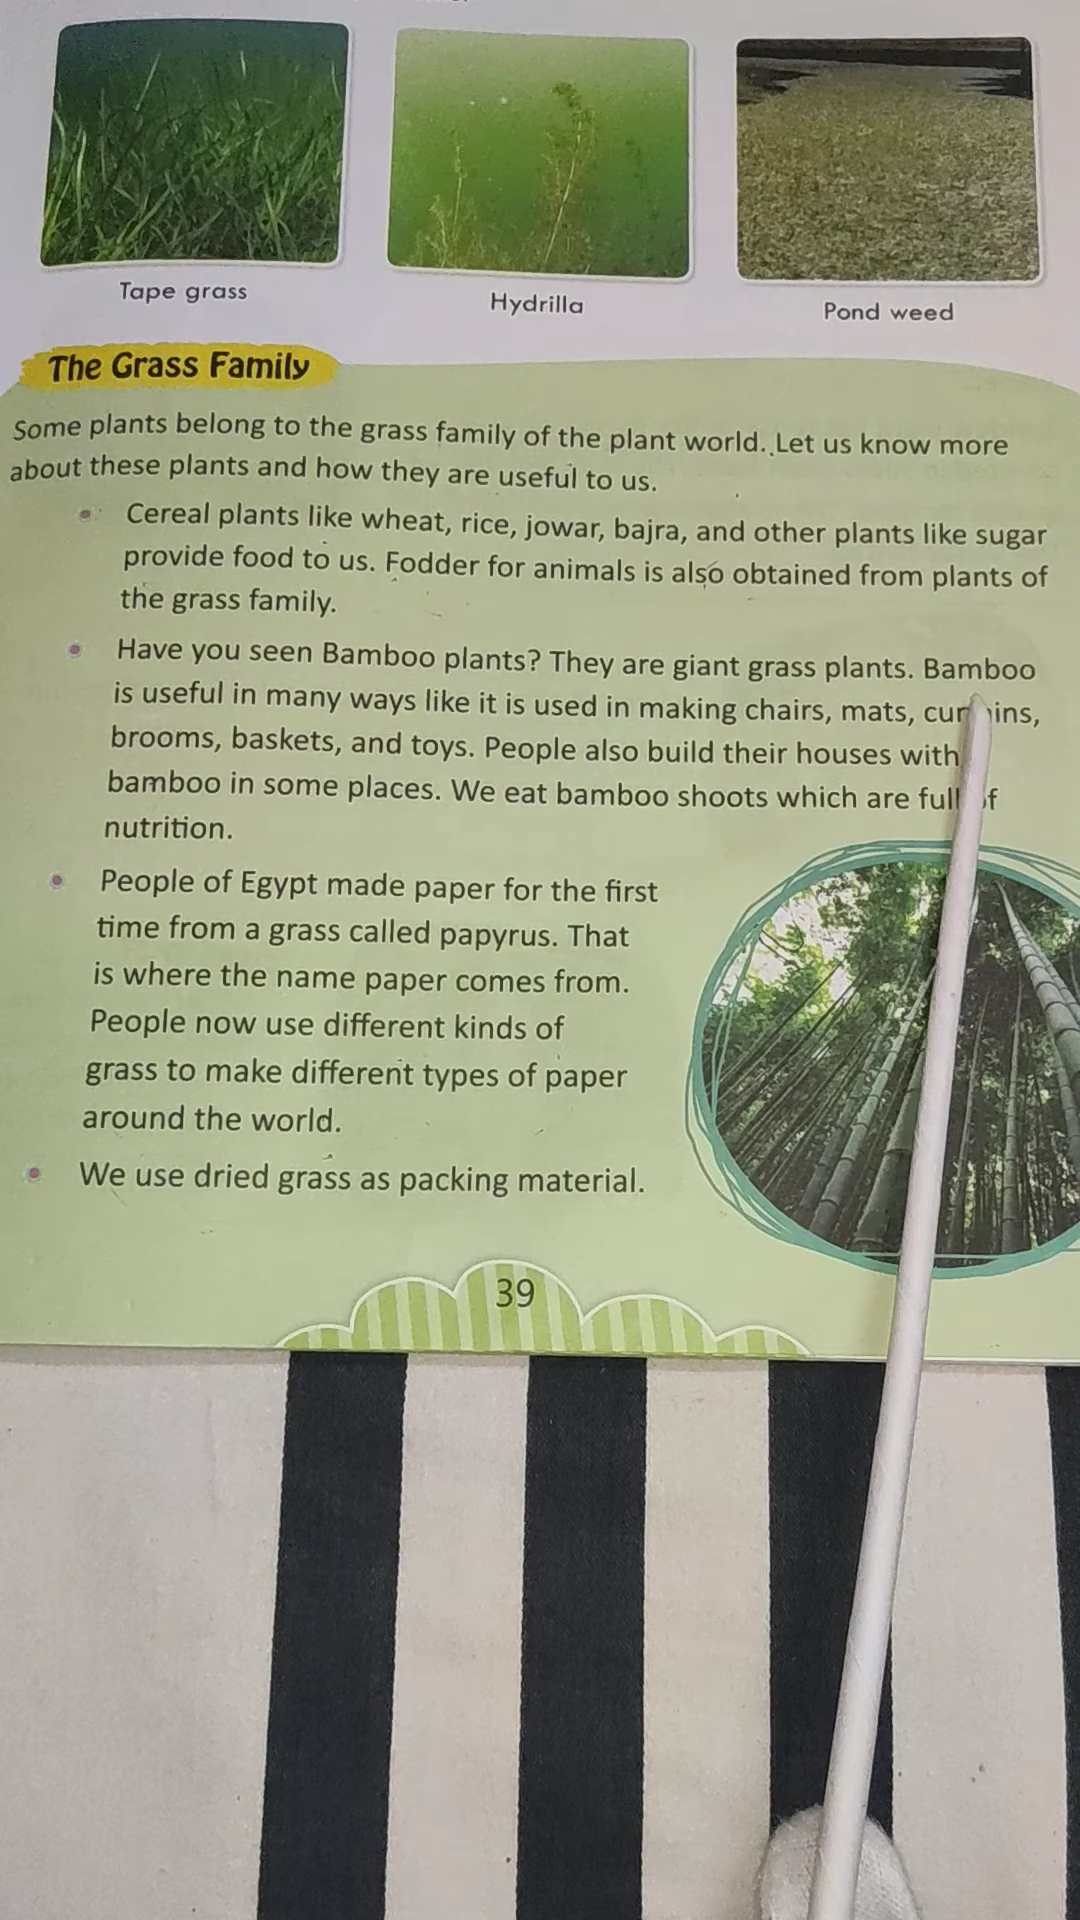 Tape grass
Hydrilla
Pond weed
The Grass Family
Some plants belong to the grass family of the plant world. Let us know more
about these plants and how they are useful to us.
Cereal plants like wheat, rice, jowar, bajra, and other plants like sugar
provide food to us. Fodder for animals is also obtained from plants of
the grass family.
Have you seen Bamboo plants? They are giant grass plants. Bamboo
is useful in many ways like it is used in making chairs, mats,
brooms, baskets, and toys. People also build their houses with
bamboo in some places. We eat bamboo shoots which are full of
nutrition.
People of Egypt made paper for the first
time from a grass called papyrus. That
is where the name paper comes from.
People now use different kinds of
grass to make different types of paper
around the world.
We use dried grass as packing material.
39